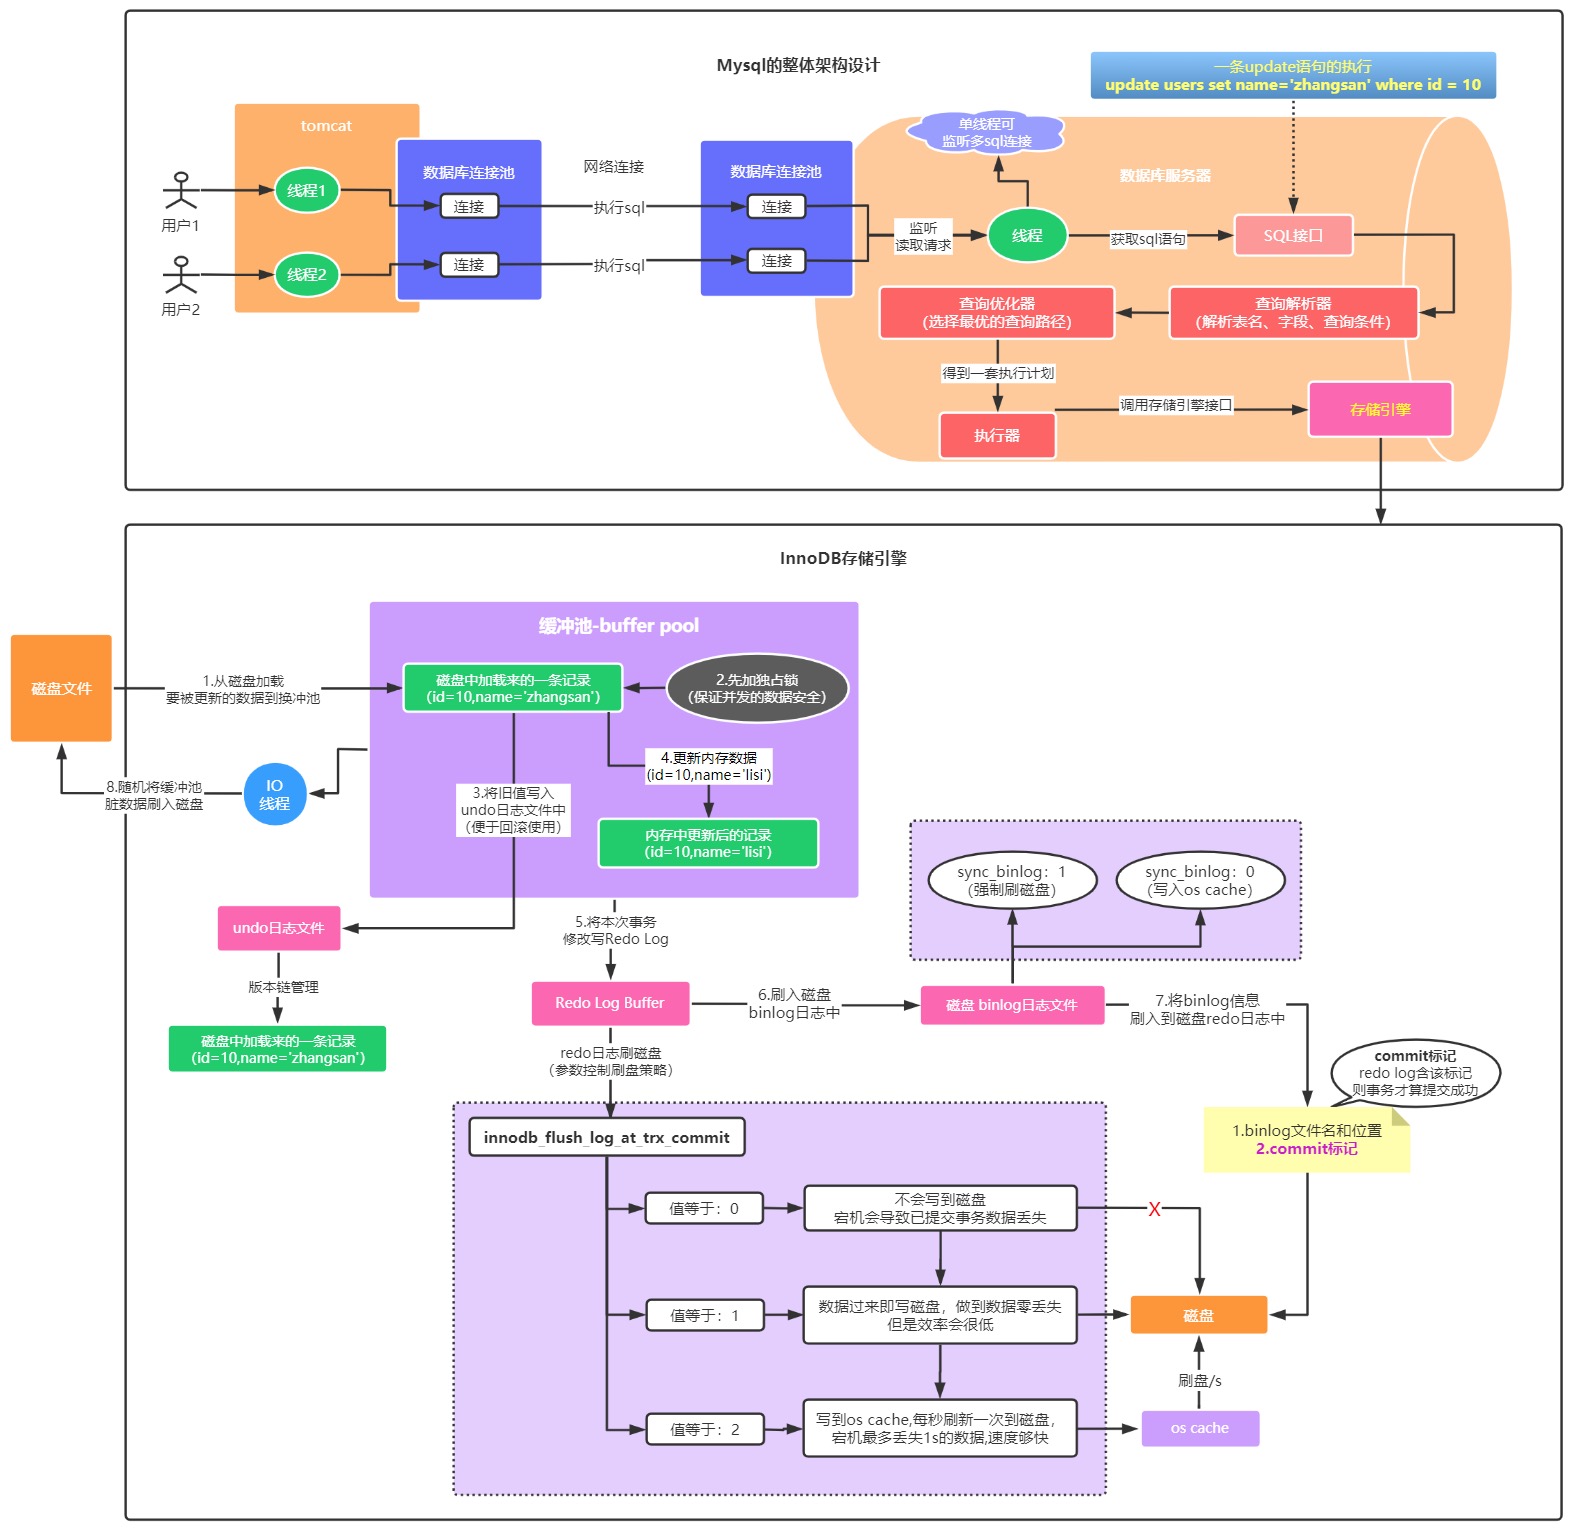 Mysql的整体架构设计
一条update语句的执行
update users set name='zhangsan' where id = 10
tomcat
单线程可
监听多sql连接
数据库连接池
网络连接
数据库连接池
数据库服务器
用户1
线程1
连接
执行sql
连接
监听
读取请求
线程
获取sql语句
SQL接口
用户2
线程2
连接
执行sql
连接
查询优化器
(选择最优的查询路径)
查询解析器
(解析表名、字段、查询条件)
得到一套执行计划
执行器
调用存储引擎接口
存储引擎
InnoDB存储引擎
缓冲池-buffer pool
磁盘文件
1.从磁盘加载
要被更新的数据到换冲池
磁盘中加载来的一条记录
(id=10,name='zhangsan')
2.先加独占锁
(保证并发的数据安全)
4.更新内存数据
(id=10,name='lisi')
8.随机将缓冲池
脏数据刷入磁盘
IO
线程
3.将旧值写入
undo日志文件中
(便于回滚使用)
内存中更新后的记录
(id=10,name='lisi')
sync_binlog：1
(强制刷磁盘)
sync_binlog：0
(写入os cache)
undo日志文件
5.将本次事务
修改写Redo Log
版本链管理
Redo Log Buffer
6.刷入磁盘
binlog日志中
磁盘 binlog日志文件
7.将binlog信息
刷入到磁盘redo日志中
磁盘中加载来的一条记录
(id=10,name='zhangsan')
redo日志刷磁盘
(参数控制刷盘策略)
commit标记
redo log含该标记
则事务才算提交成功
innodb_flush_log_at_trx_commit
1.binlog文件名和位置
2.commit标记
值等于：0
不会写到磁盘
宕机会导致已提交事务数据丢失
X
值等于：1
数据过来即写磁盘，做到数据零丢失
但是效率会很低
磁盘
刷盘/s
值等于：2
写到os cache,每秒刷新一次到磁盘，
宕机最多丢失1s的数据,速度够快
os cache